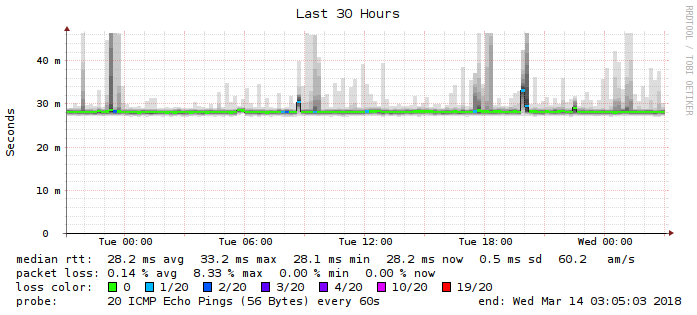 Last 30 Hours
RRDTOOL / TOBI OETIKER
Seconds
40 m
30 m
20 m
10 m
0
Tue 00:00 Tue 06:00 Tue 12:00 Tue 18:00 Wed 00:00
median rtt: 28.2 ms avg 33.2 ms max 28.1 ms min 28.2 ms now 0.5 ms sd 60.2 am/s
packet loss: 0.14 % avg 8.33 % max 0.00 % min 0.00 % now
loss color: 0 1/20 2/20 3/20 4/20 10/20 19/20
probe: 20 ICMP Echo Pings (56 Bytes) every 60s end: Wed Mar 14 03:05:03 2018